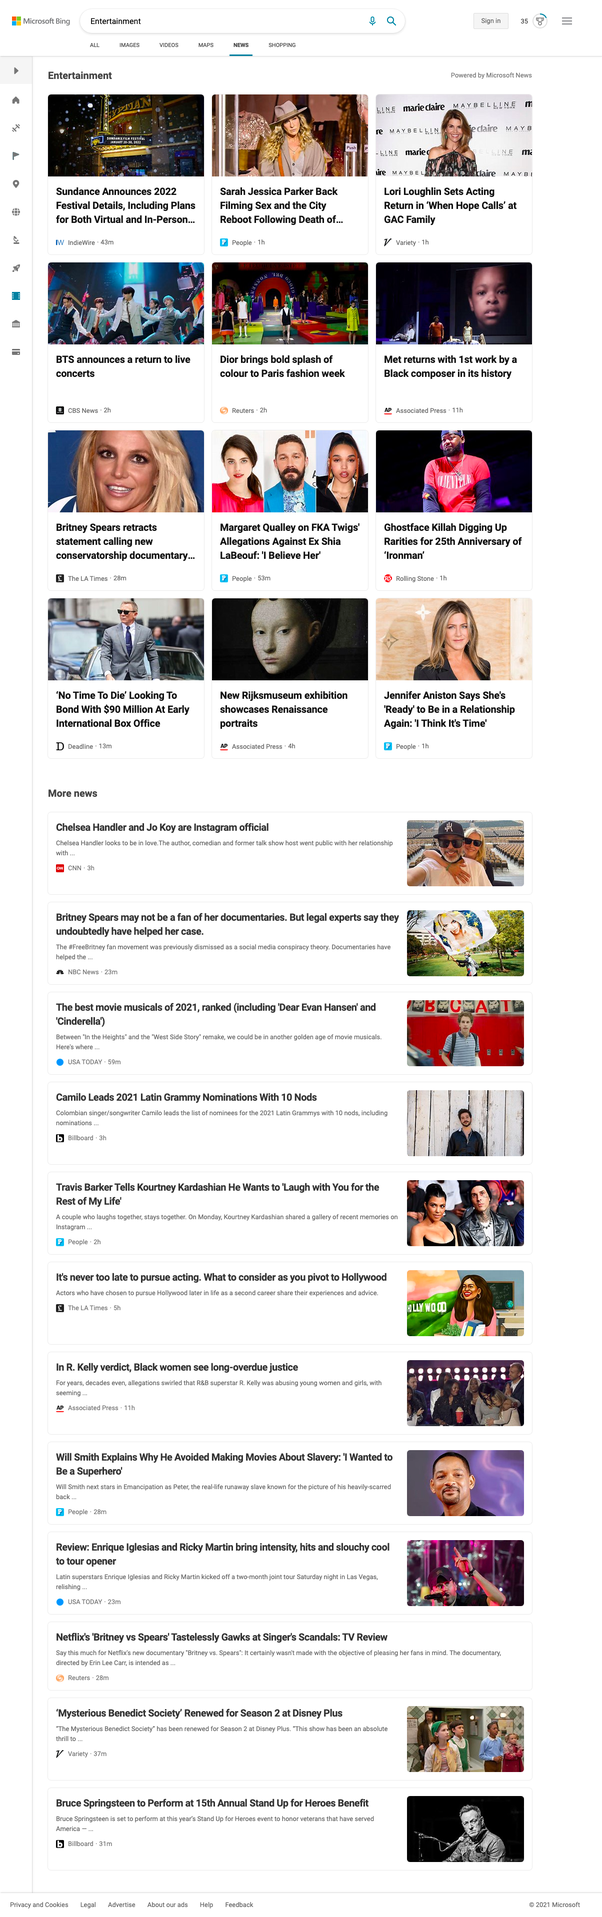 Microsoft Bing
Entertainment
Sign in
35
ALL IMAGES VIDEOS MAPS NEWS SHOPPING
Entertainment
Powered by Microsoft News
Sundance Announces 2022
Festival Details, Including Plans
for Both Virtual and In-Person...
IndieWire · 43m
Sarah Jessica Parker Back
Filming Sex and the City
Reboot Following Death of...
People · 1h
marie claire MAYBELLINE
Lori Loughlin Sets Acting
Return in ‘When Hope Calls’ at
GAC Family
Variety · 1h
BTS announces a return to live
concerts
CBS News · 2h
Dior brings bold splash of
colour to Paris fashion week
Reuters · 2h
Met returns with 1st work by a
Black composer in its history
Associated Press · 11h
Britney Spears retracts
statement calling new
conservatorship documentary...
The LA Times · 28m
Margaret Qualley on FKA Twigs'
Allegations Against Ex Shia
LaBeouf: 'I Believe Her'
People · 53m
Ghostface Killah Digging Up
Rarities for 25th Anniversary of
‘Ironman’
Rolling Stone · 1h
‘No Time To Die’ Looking To
Bond With $90 Million At Early
International Box Office
Deadline · 13m
New Rijksmuseum exhibition
showcases Renaissance
portraits
Associated Press · 4h
Jennifer Aniston Says She's
'Ready' to Be in a Relationship
Again: 'I Think It's Time'
People · 1h
More news
Chelsea Handler and Jo Koy are Instagram official
Chelsea Handler looks to be in love.The author, comedian and former talk show host went public with her relationship
with ...
CNN · 3h
Britney Spears may not be a fan of her documentaries. But legal experts say they
undoubtedly have helped her case.
The #FreeBritney fan movement was previously dismissed as a social media conspiracy theory. Documentaries have
helped the ...
NBC News · 23m
The best movie musicals of 2021, ranked (including 'Dear Evan Hansen' and
'Cinderella')
Between "In the Heights" and the "West Side Story" remake, we could be in another golden age of movie musicals.
Here's where ...
USA TODAY · 59m
Camilo Leads 2021 Latin Grammy Nominations With 10 Nods
Colombian singer/songwriter Camilo leads the list of nominees for the 2021 Latin Grammys with 10 nods, including
nominations ...
Billboard · 3h
Travis Barker Tells Kourtney Kardashian He Wants to 'Laugh with You for the
Rest of My Life'
A couple who laughs together, stays together. On Monday, Kourtney Kardashian shared a gallery of recent memories on
Instagram ...
People · 2h
It's never too late to pursue acting. What to consider as you pivot to Hollywood
Actors who have chosen to pursue Hollywood later in life as a second career share their experiences and advice.
The LA Times · 5h
In R. Kelly verdict, Black women see long-overdue justice
For years, decades even, allegations swirled that R&B superstar R. Kelly was abusing young women and girls, with
seeming ...
Associated Press · 11h
Will Smith Explains Why He Avoided Making Movies About Slavery: 'I Wanted to
Be a Superhero'
Will Smith next stars in Emancipation as Peter, the real-life runaway slave known for the picture of his heavily-scarred
back ...
People · 28m
Review: Enrique Iglesias and Ricky Martin bring intensity, hits and slouchy cool
to tour opener
Latin superstars Enrique Iglesias and Ricky Martin kicked off a two-month joint tour Saturday night in Las Vegas,
relishing ...
USA TODAY · 23m
Netflix's 'Britney vs Spears' Tastelessly Gawks at Singer's Scandals: TV Review
Say this much for Netflix's new documentary "Britney vs. Spears": It certainly wasn't made with the objective of pleasing her fans in mind. The documentary,
directed by Erin Lee Carr, is intended as ...
Reuters · 28m
‘Mysterious Benedict Society’ Renewed for Season 2 at Disney Plus
"The Mysterious Benedict Society" has been renewed for Season 2 at Disney Plus. "This show has been an absolute
thrill to ...
Variety · 37m
Bruce Springsteen to Perform at 15th Annual Stand Up for Heroes Benefit
Bruce Springsteen is set to perform at this year's Stand Up for Heroes event to honor veterans that have served
America — ...
Billboard · 31m
Privacy and Cookies Legal Advertise About our ads Help Feedback
© 2021 Microsoft